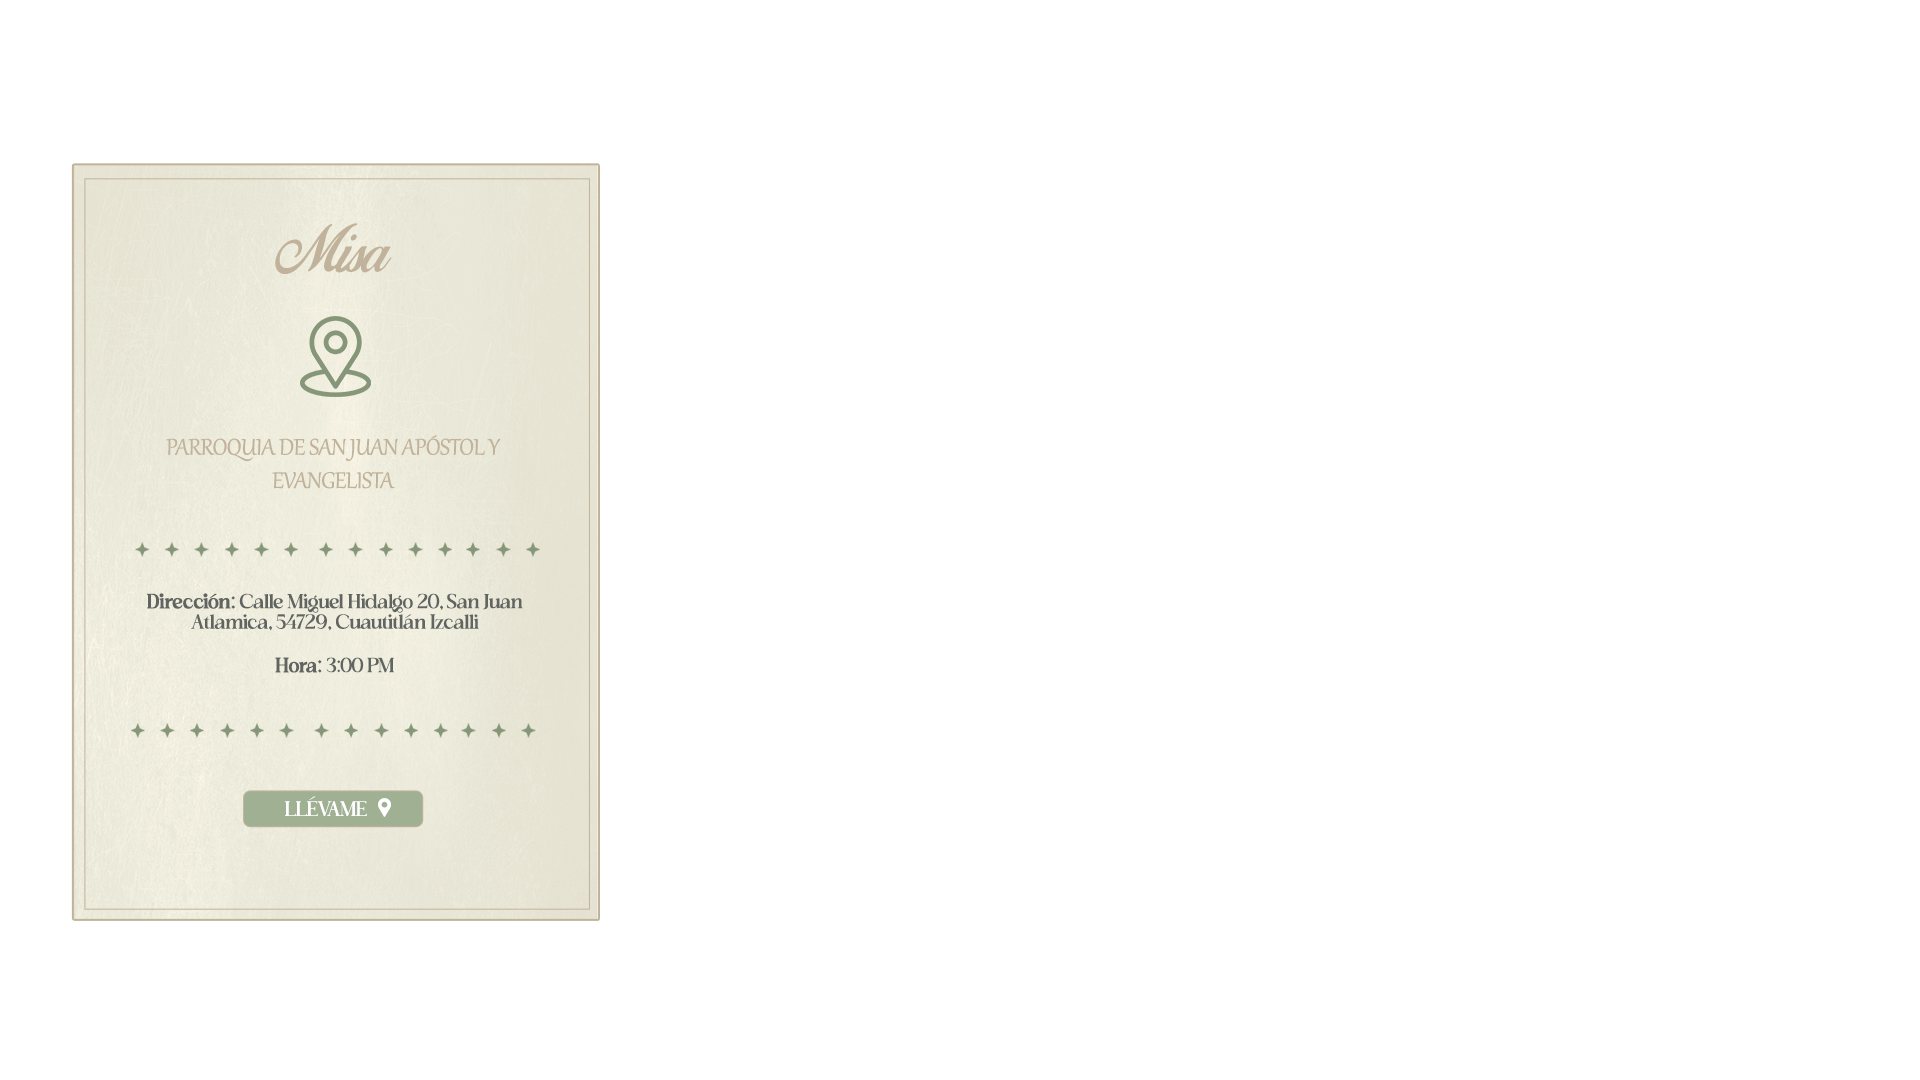 Misa
PARROQUIA DE SAN JUAN APÓSTOL Y
EVANGELISTA
Dirección: Calle Miguel Hidalgo 20, San Juan
Atlamica, 54729, Cuautitlán Izcalli
Hora: 3:00 PM
LLÉVAME